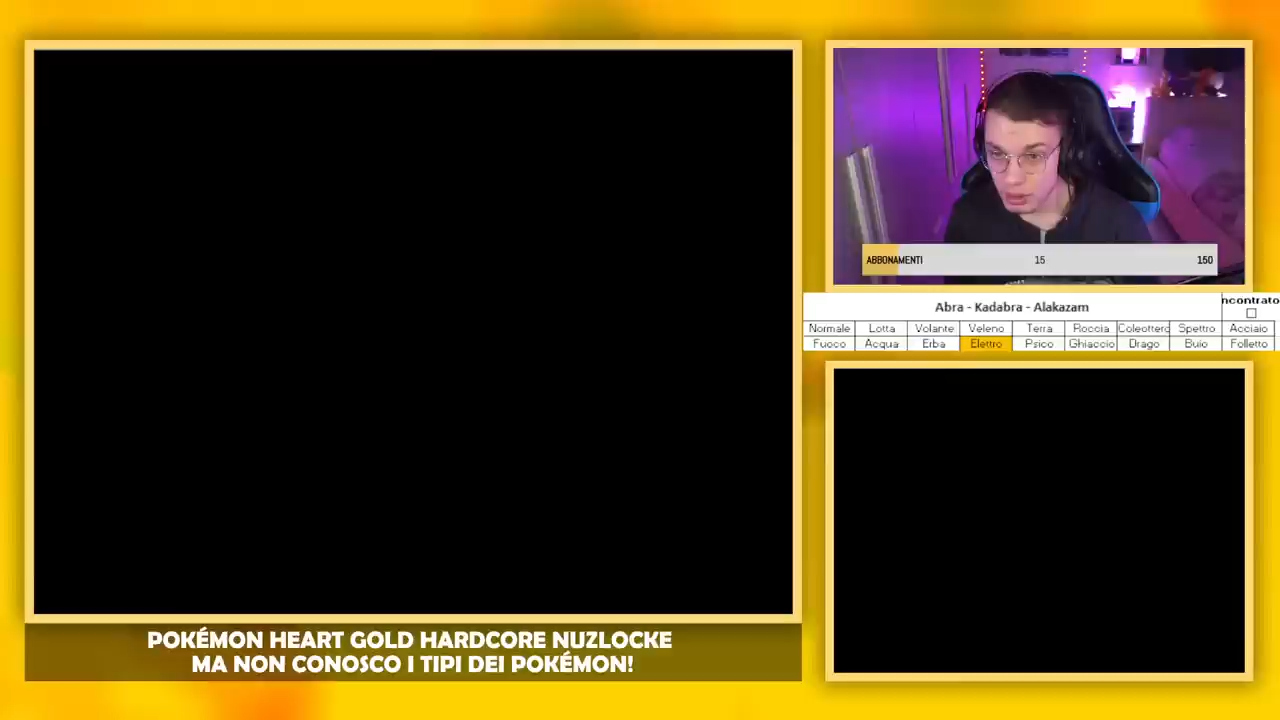 ABBONAMENTI 15 150
Abra - Kadabra - Alakazam
ncontrato
Normale Lotta Volante Veleno Terra Roccia Coleottero Spettro Acciaio
Fuoco Acqua Erba Elettro Psico Ghiaccio Drago Buio Folletto
POKÉMON HEART GOLD HARDCORE NUZLOCKE
MA NON CONOSCO I TIPI DEI POKÉMON!